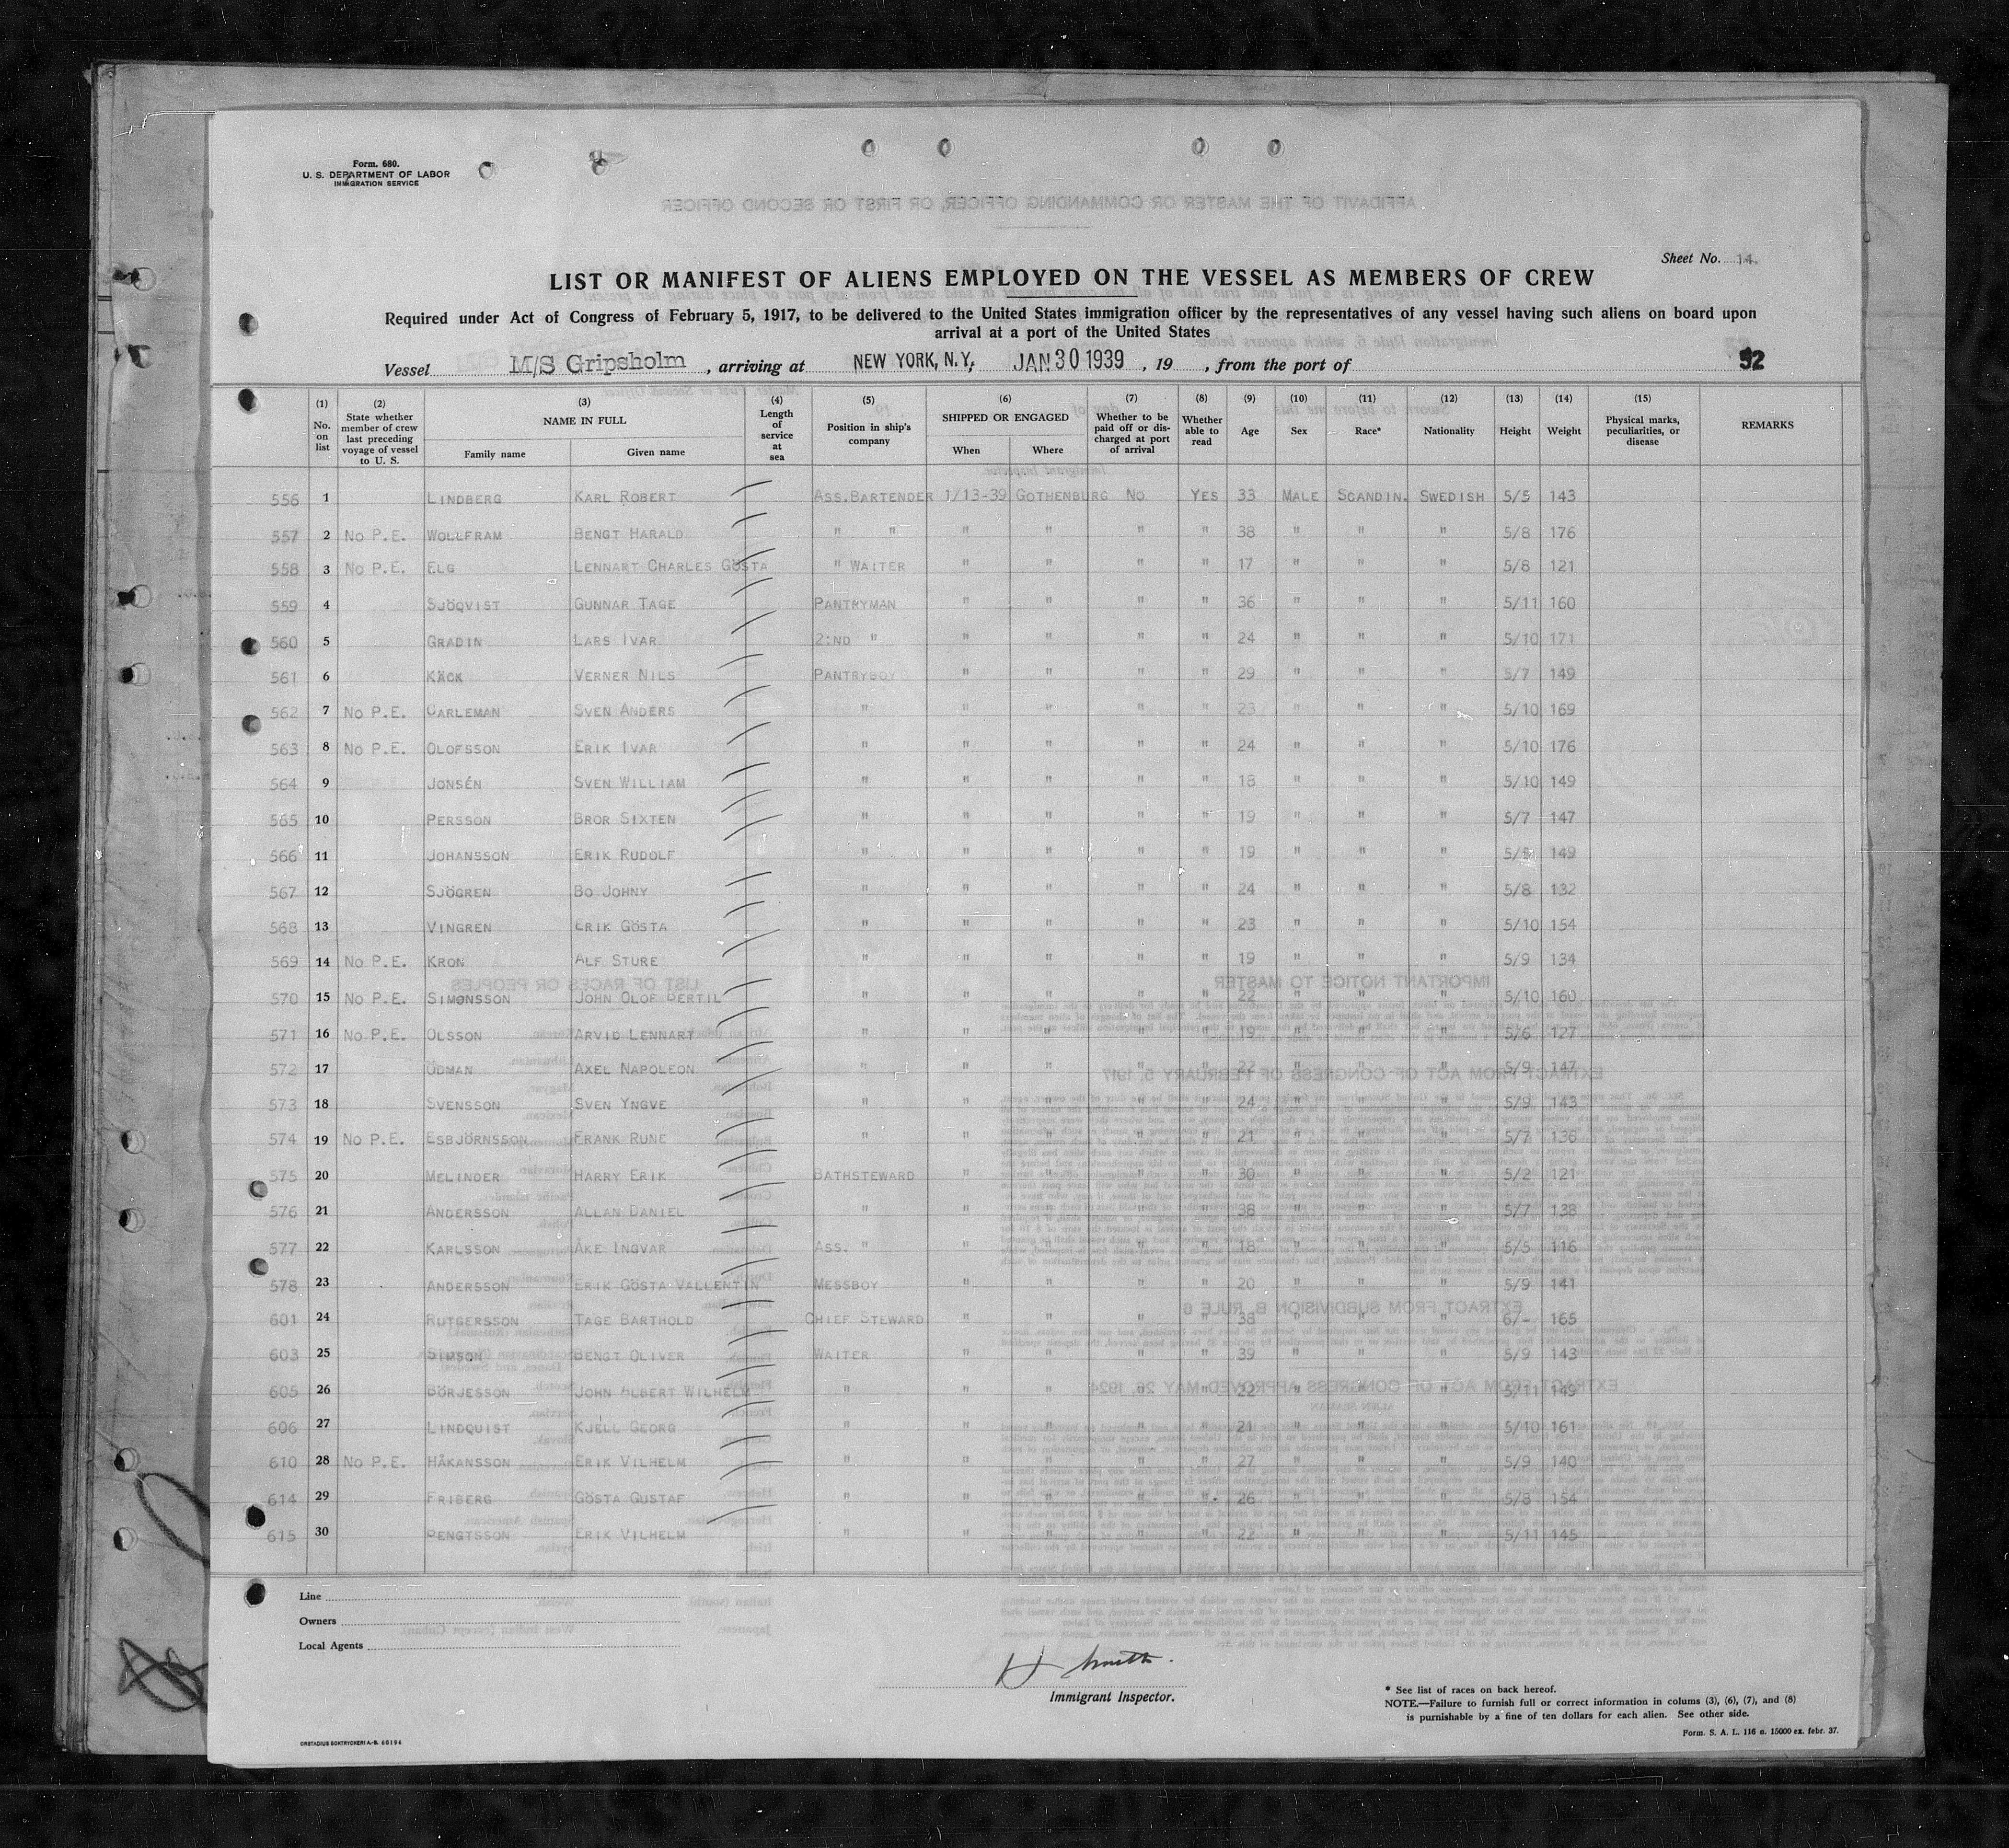 Form. 680.
U. S. DEPARTMENT OF LABOR
IMMIGRATION SERVICE
Sheet No. 14
LIST OR MANIFEST OF ALIENS EMPLOYED ON THE VESSEL AS MEMBERS OF CREW
Required under Act of Congress of February 5, 1917, to be delivered to the United States immigration officer by the representatives of any vessel having such aliens on board upon
arrival at a port of the United States
Vessel M/S Gripsholm, arriving at NEW YORK, N.Y., JAN 30 1939, 19 , from the port of 92
(1) No. on list (2) State whether member of crew last preceding voyage of vessel to U. S. (3) NAME IN FULL Family name Given name (4) Length of service at sea (5) Position in ship's company (6) SHIPPED OR ENGAGED When Where (7) Whether to be paid off or discharged at port of arrival (8) Whether able to read (9) Age (10) Sex (11) Race* (12) Nationality (13) Height (14) Weight (15) Physical marks, peculiarities, or disease REMARKS
556 1 LINDBERG KARL ROBERT ASS.BARTENDER 1/13-39 GOTHENBURG NO YES 33 MALE SCANDIN. SWEDISH 5/5 143
557 2 NO P.E. WOLLFRAM BENGT HARALD " " " " " " 38 " " " 5/8 176
558 3 NO P.E. ELG LENNART CHARLES GÖSTA " WAITER " " " " 17 " " " 5/8 121
559 4 SJÖQVIST GUNNAR TAGE PANTRYMAN " " " " 36 " " " 5/11 160
560 5 GRADIN LARS IVAR 2:ND " " " " " 24 " " " 5/10 171
561 6 KÄCK VERNER NILS PANTRYBOY " " " " 29 " " " 5/7 149
562 7 NO P.E. CARLEMAN SVEN ANDERS " " " " " 23 " " " 5/10 169
563 8 NO P.E. OLOFSSON ERIK IVAR " " " " " 24 " " " 5/10 176
564 9 JONSÉN SVEN WILLIAM " " " " " 18 " " " 5/10 149
565 10 PERSSON BROR SIXTEN " " " " " 19 " " " 5/7 147
566 11 JOHANSSON ERIK RUDOLF " " " " " 19 " " " 149
567 12 SJÖGREN BO JOHNY " " " " " 24 " " " 5/8 132
568 13 VINGREN ERIK GÖSTA " " " " " 23 " " " 5/10 154
569 14 NO P.E. KRON ALF STURE " " " " " 19 " " " 5/9 134
570 15 NO P.E. SIMONSSON JOHN OLOF BERTIL " " " " " 22 " " " 5/10 160
571 16 NO P.E. OLSSON ARVID LENNART " " " " " 19 " " " 5/6 127
572 17 ÖDMAN AXEL NAPOLEON " " " " " 22 " " " 5/9 147
573 18 SVENSSON SVEN YNGVE " " " " " 24 " " " 5/9 143
574 19 NO P.E. ESBJÖRNSSON FRANK RUNE " " " " " 21 " " " 5/7 136
575 20 MELINDER HARRY ERIK BATHSTEWARD " " " " 30 " " " 5/2 121
576 21 ANDERSSON ALLAN DANIEL " " " " " 38 " " " 5/7 138
577 22 KARLSSON ÅKE INGVAR ASS. " " " " " 18 " " " 5/5 116
578 23 ANDERSSON ERIK GÖSTA VALLENTIN MESSBOY " " " " 20 " " " 5/9 141
601 24 RUTGERSSON TAGE BARTHOLD CHIEF STEWARD " " " " 38 " " " 6/- 165
603 25 SIMSON BENGT OLIVER WAITER " " " " 39 " " " 5/9 143
605 26 BÖRJESSON JOHN ALBERT WILHELM " " " " " 22 " " " 5/11 149
606 27 LINDQUIST KJELL GEORG " " " " " 21 " " " 5/10 161
610 28 NO P.E. HÅKANSSON ERIK VILHELM " " " " " 27 " " " 5/9 140
614 29 FRIBERG GÖSTA GUSTAF " " " " " 26 " " " 5/8 154
615 30 BENGTSSON ERIK VILHELM " " " " " 22 " " " 5/11 145
Line
Owners
Local Agents
H Smith.
Immigrant Inspector.
* See list of races on back hereof.
NOTE.—Failure to furnish full or correct information in colums (3), (6), (7), and (8)
is punishable by a fine of ten dollars for each alien. See other side.
Form. S. A. L. 116 n. 15000 ex. febr. 37.